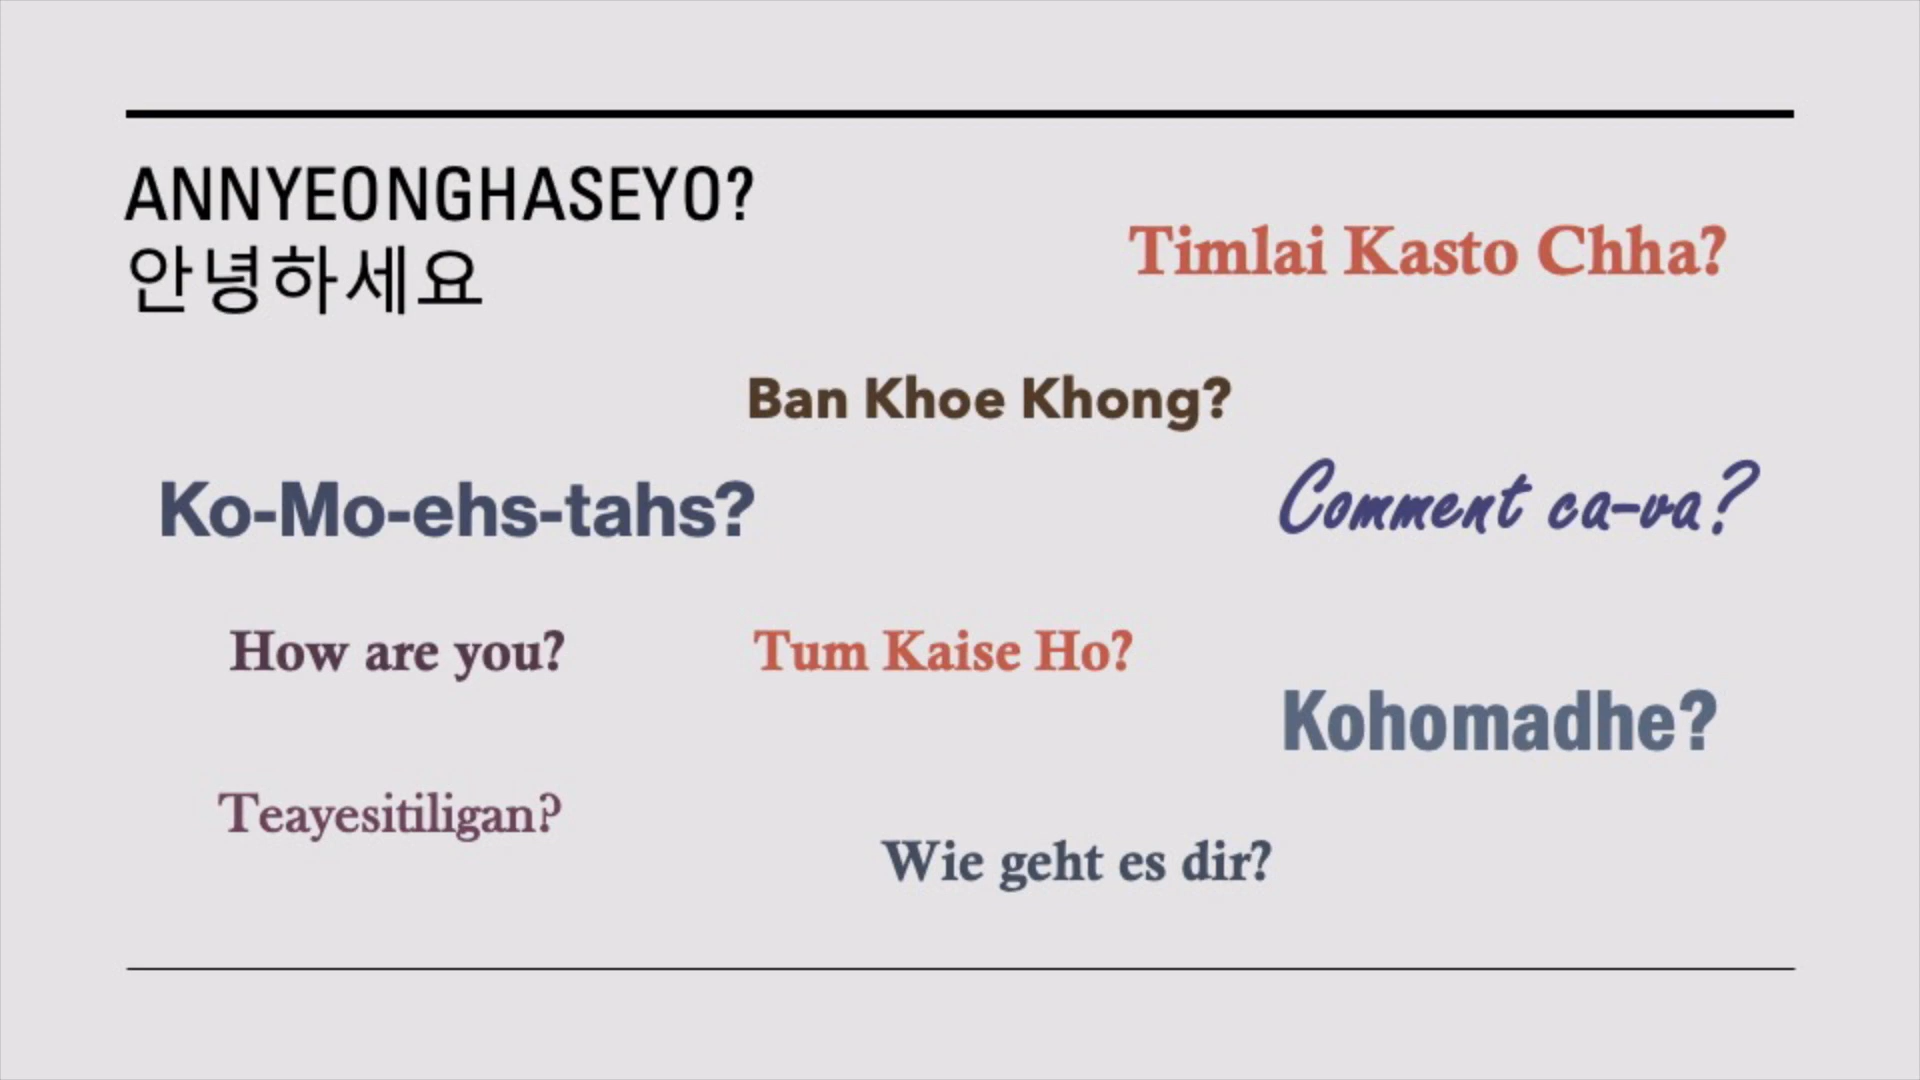 ANNYEONGHASEYO?
안녕하세요
Timlai Kasto Chha?
Ban Khoe Khong?
Ko-Mo-ehs-tahs?
Comment ca-va?
How are you?
Tum Kaise Ho?
Kohomadhe?
Teayesitiligan?
Wie geht es dir?